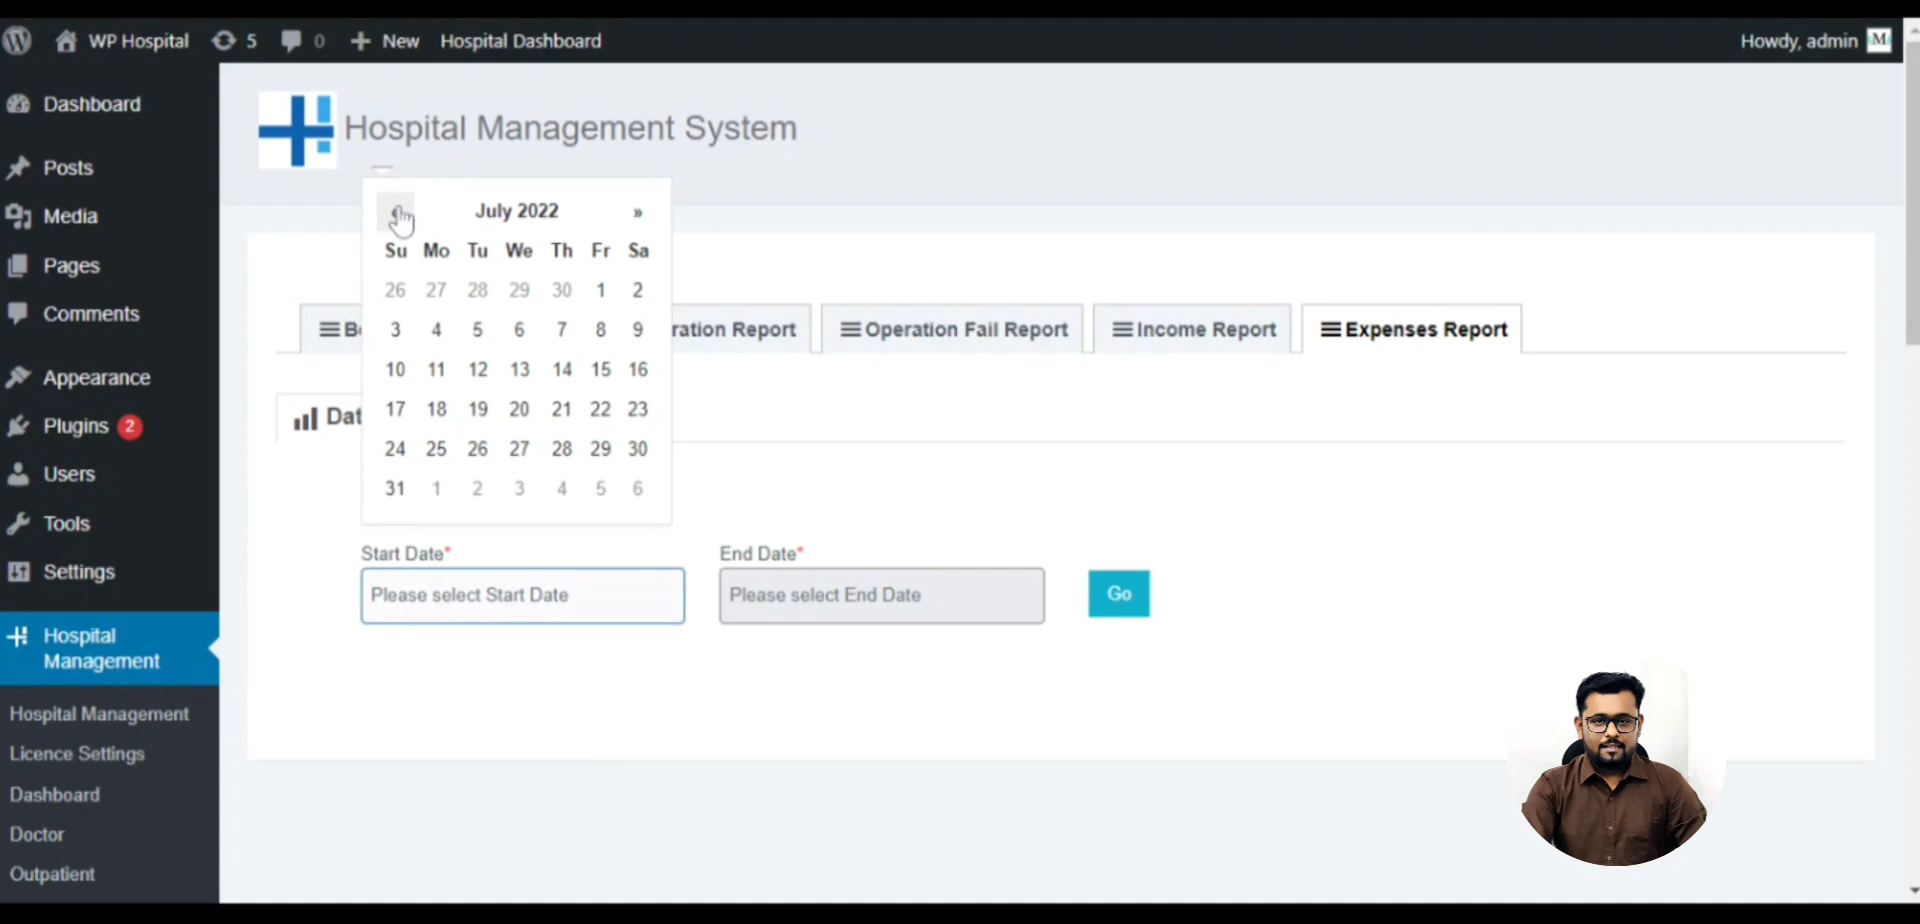 WP Hospital 5 0 New Hospital Dashboard Howdy, admin M
Dashboard
Posts
Media
Pages
Comments
Appearance
Plugins 2
Users
Tools
Settings
Hospital
Management
Hospital Management
Licence Settings
Dashboard
Doctor
Outpatient
Hospital Management System
July 2022 »
Su Mo Tu We Th Fr Sa
26 27 28 29 30 1 2
3 4 5 6 7 8 9
10 11 12 13 14 15 16
17 18 19 20 21 22 23
24 25 26 27 28 29 30
31 1 2 3 4 5 6
ration Report Operation Fail Report Income Report Expenses Report
Start Date* End Date*
Please select Start Date Please select End Date Go